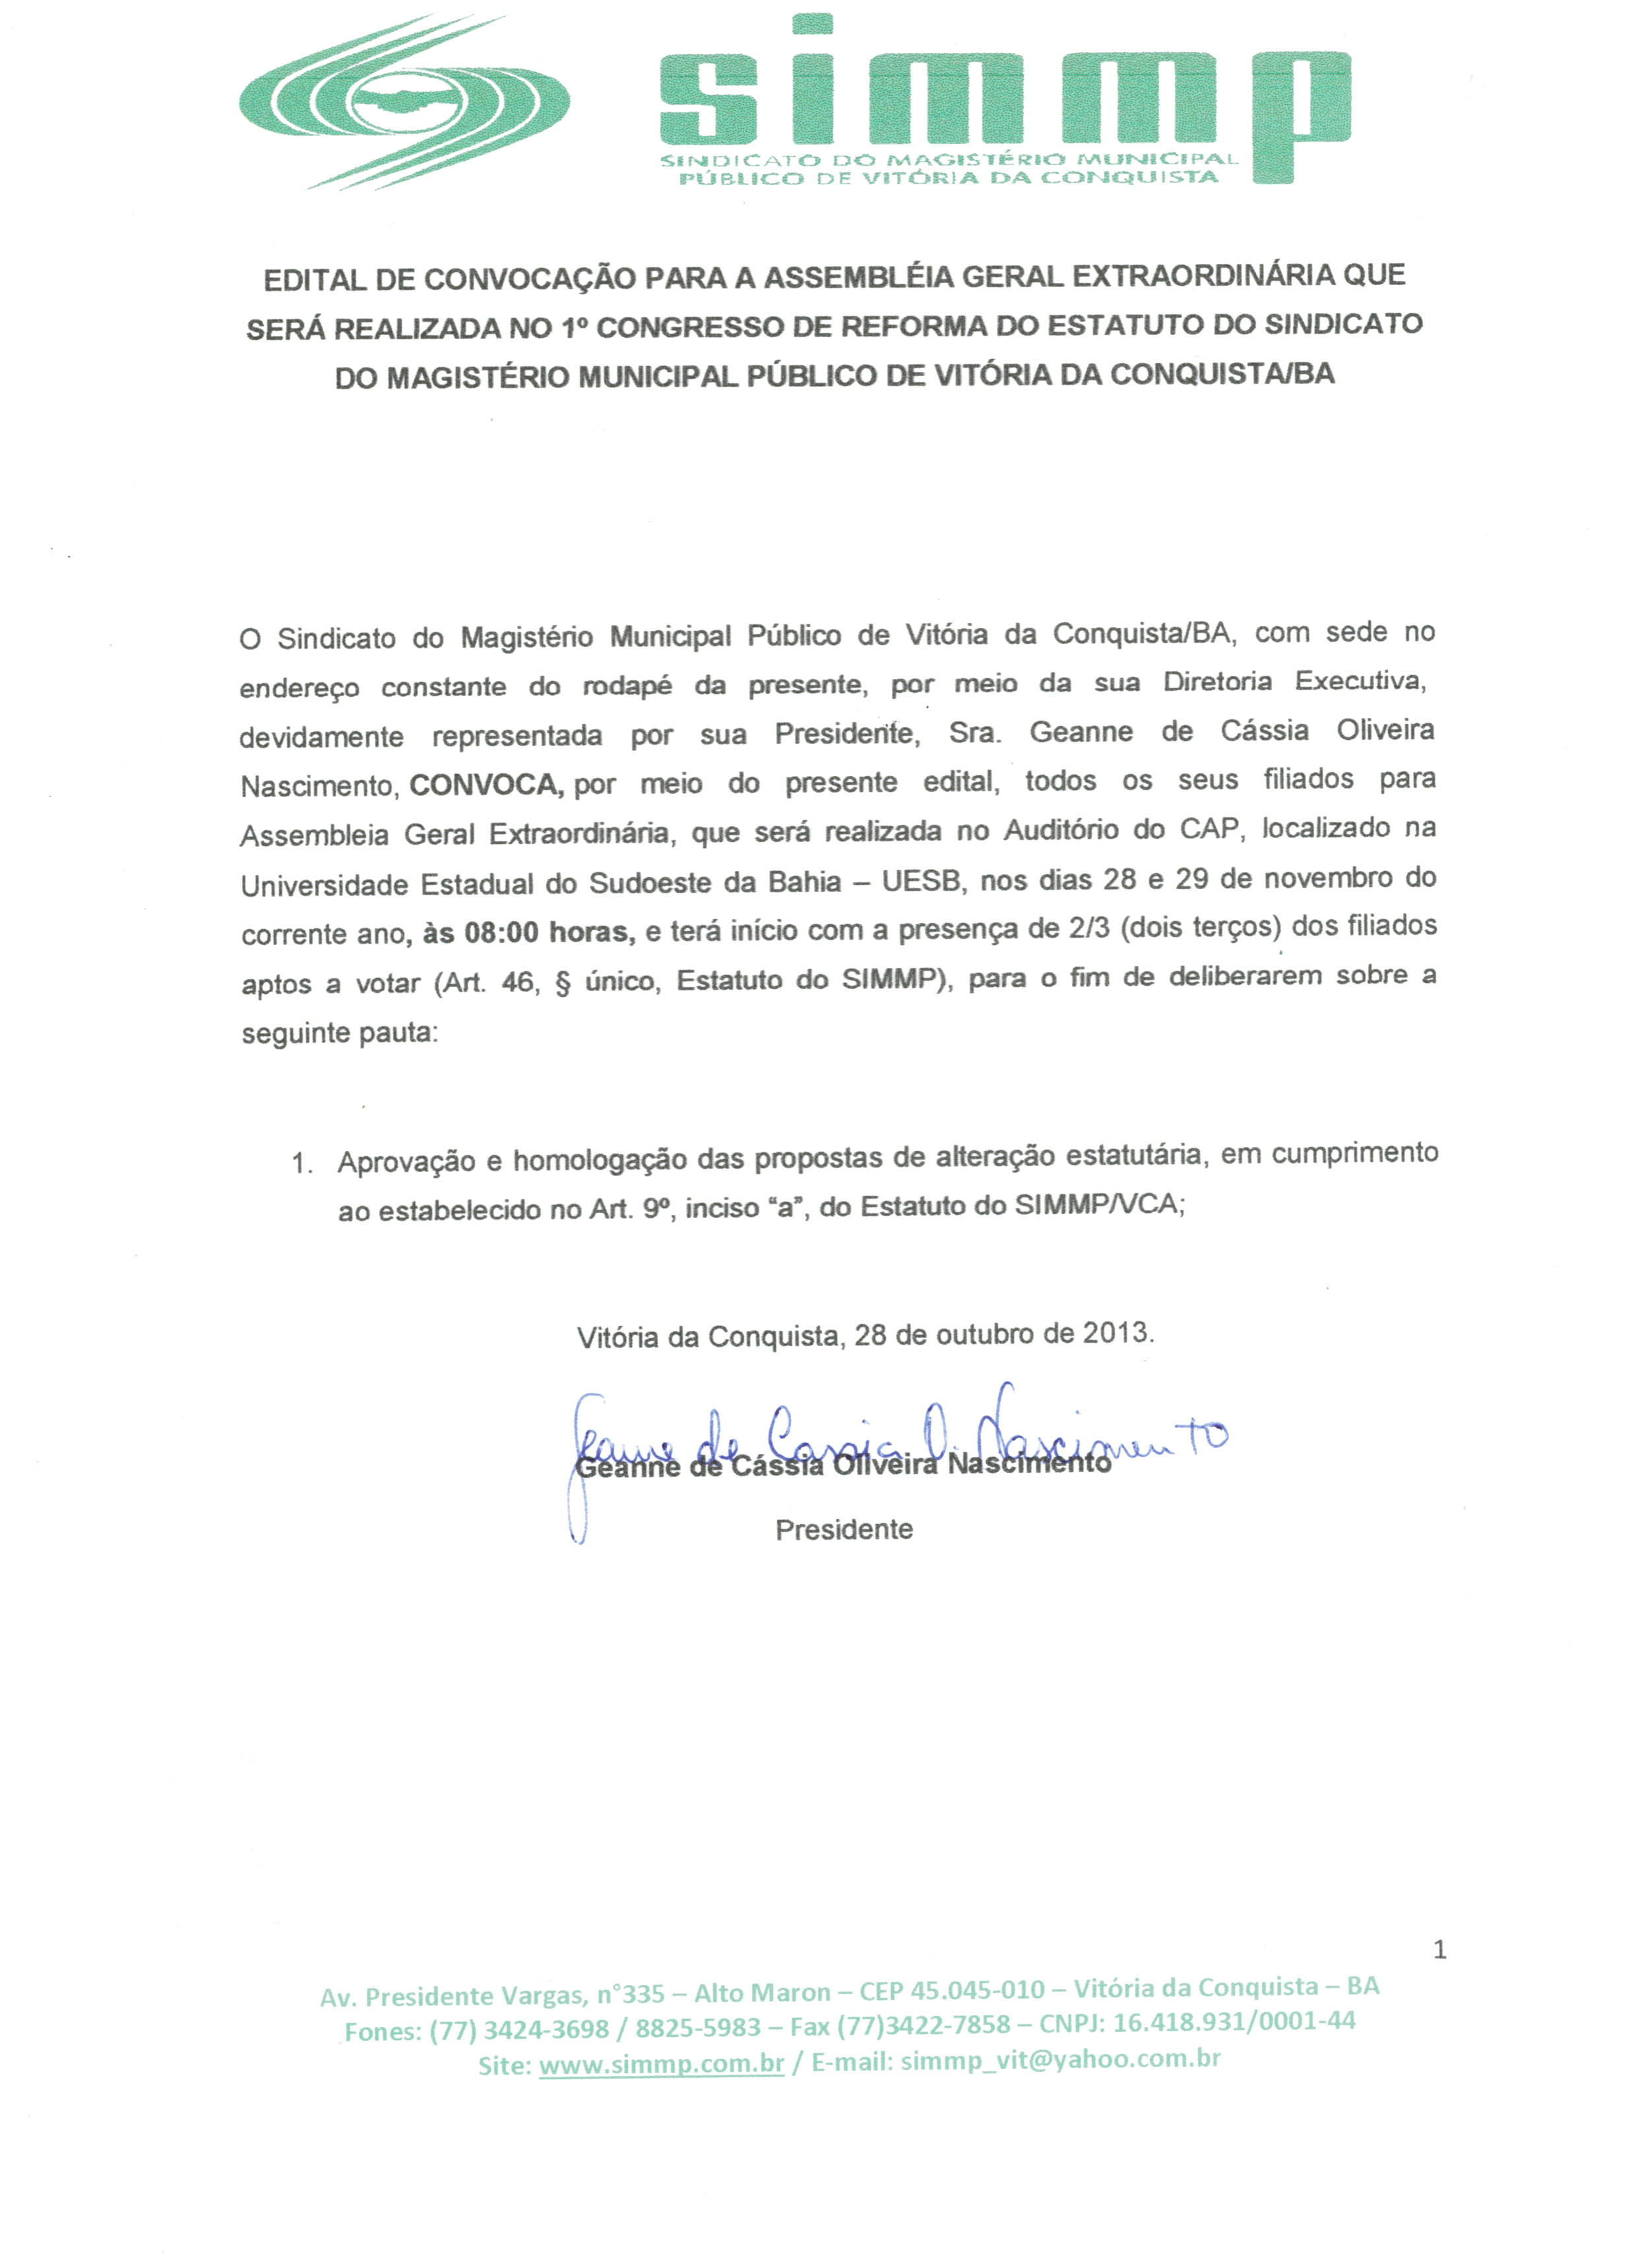 simmp
SINDICATO DO MAGISTÉRIO MUNICIPAL
PÚBLICO DE VITÓRIA DA CONQUISTA
EDITAL DE CONVOCAÇÃO PARA A ASSEMBLÉIA GERAL EXTRAORDINÁRIA QUE
SERÁ REALIZADA NO 1º CONGRESSO DE REFORMA DO ESTATUTO DO SINDICATO
DO MAGISTÉRIO MUNICIPAL PÚBLICO DE VITÓRIA DA CONQUISTA/BA
O Sindicato do Magistério Municipal Público de Vitória da Conquista/BA, com sede no
endereço constante do rodapé da presente, por meio da sua Diretoria Executiva,
devidamente representada por sua Presidente, Sra. Geanne de Cássia Oliveira
Nascimento, CONVOCA, por meio do presente edital, todos os seus filiados para
Assembleia Geral Extraordinária, que será realizada no Auditório do CAP, localizado na
Universidade Estadual do Sudoeste da Bahia – UESB, nos dias 28 e 29 de novembro do
corrente ano, às 08:00 horas, e terá início com a presença de 2/3 (dois terços) dos filiados
aptos a votar (Art. 46, § único, Estatuto do SIMMP), para o fim de deliberarem sobre a
seguinte pauta:
1. Aprovação e homologação das propostas de alteração estatutária, em cumprimento
ao estabelecido no Art. 9º, inciso “a”, do Estatuto do SIMMP/VCA;
Vitória da Conquista, 28 de outubro de 2013.
Geanne de Cassia O. Nascimento
Geanne de Cássia Oliveira Nascimento
Presidente
1
Av. Presidente Vargas, n°335 – Alto Maron – CEP 45.045-010 – Vitória da Conquista – BA
Fones: (77) 3424-3698 / 8825-5983 – Fax (77)3422-7858 – CNPJ: 16.418.931/0001-44
Site: www.simmp.com.br / E-mail: simmp_vit@yahoo.com.br